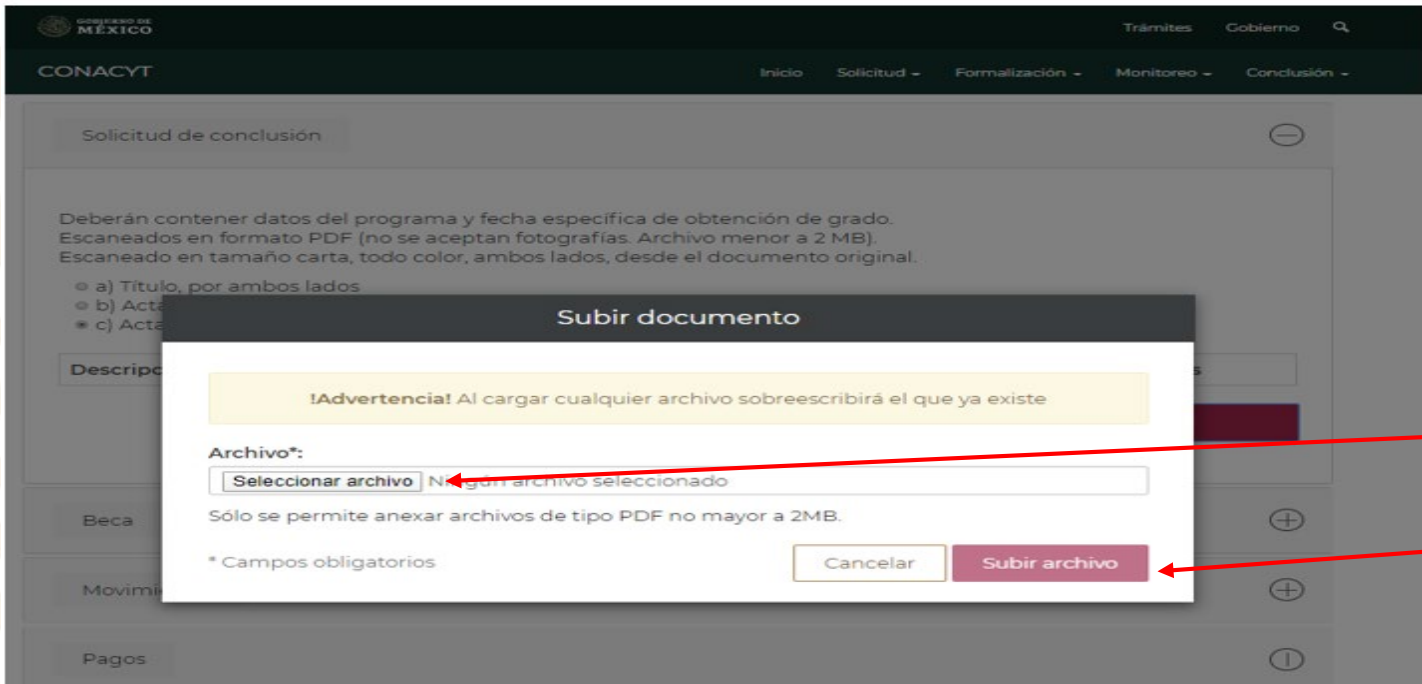 GOBIERNO DE
MÉXICO
Trámites Gobierno
CONACYT
Inicio Solicitud Formalización Monitoreo Conclusión
Solicitud de conclusión
Deberán contener datos del programa y fecha específica de obtención de grado.
Escaneados en formato PDF (no se aceptan fotografías. Archivo menor a 2 MB).
Escaneado en tamaño carta, todo color, ambos lados, desde el documento original.
a) Título, por ambos lados
b) Acta
c) Acta
Subir documento
Descripc
s
!Advertencia! Al cargar cualquier archivo sobreescribirá el que ya existe
Archivo*:
Seleccionar archivo Ningún archivo seleccionado
Sólo se permite anexar archivos de tipo PDF no mayor a 2MB.
Beca
* Campos obligatorios
Cancelar Subir archivo
Movimi
Pagos